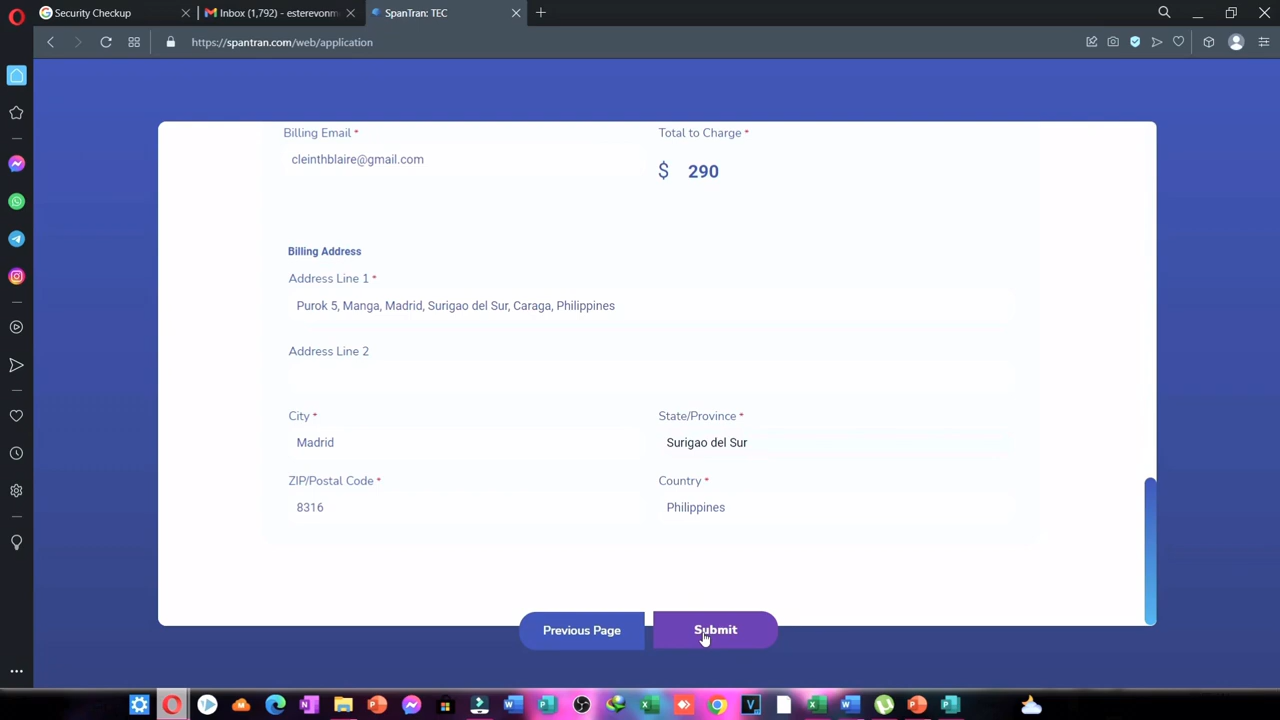 Security Checkup
Inbox (1,792) - esterevonm
SpanTran: TEC
https://spantran.com/web/application
Billing Email *
Total to Charge *
cleinthblaire@gmail.com
$ 290
Billing Address
Address Line 1 *
Purok 5, Manga, Madrid, Surigao del Sur, Caraga, Philippines
Address Line 2
City *
State/Province *
Madrid
Surigao del Sur
ZIP/Postal Code *
Country *
8316
Philippines
Previous Page
Submit